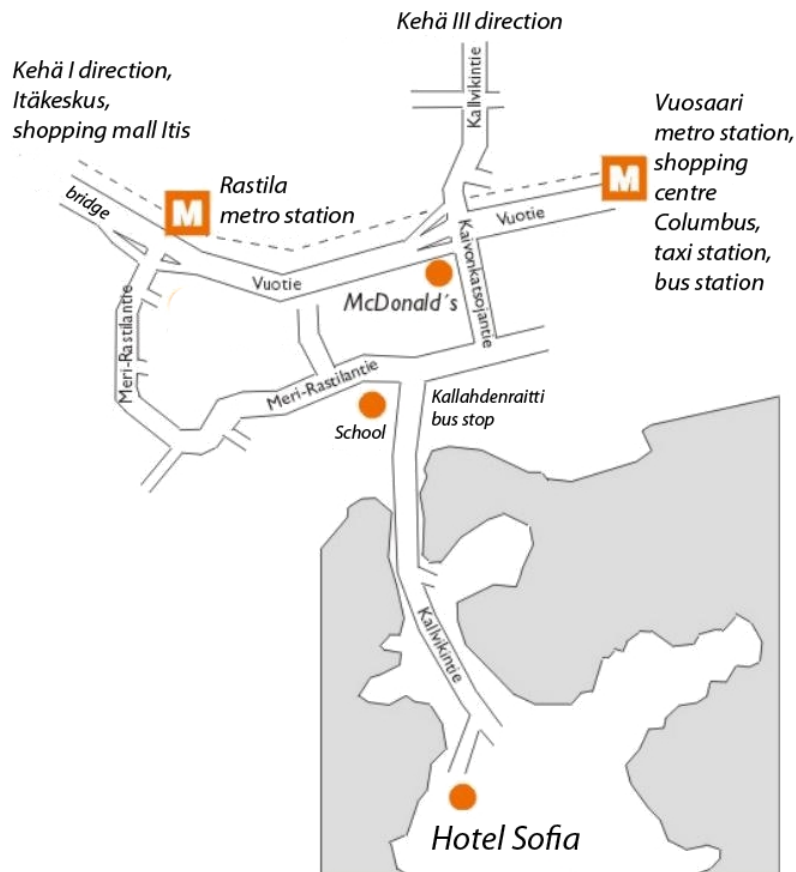 Kehä III direction
Kehä I direction,
Itäkeskus,
shopping mall Itis
Kallvikintie
Vuosaari
metro station,
shopping
centre
Columbus,
taxi station,
bus station
M
bridge
M
Rastila
metro station
Vuotie
Kaivonkatsojantie
Vuotie
McDonald´s
Meri-Rastilantie
Meri-Rastilantie
Kallahdenraitti
bus stop
School
Kallvikintie
Hotel Sofia